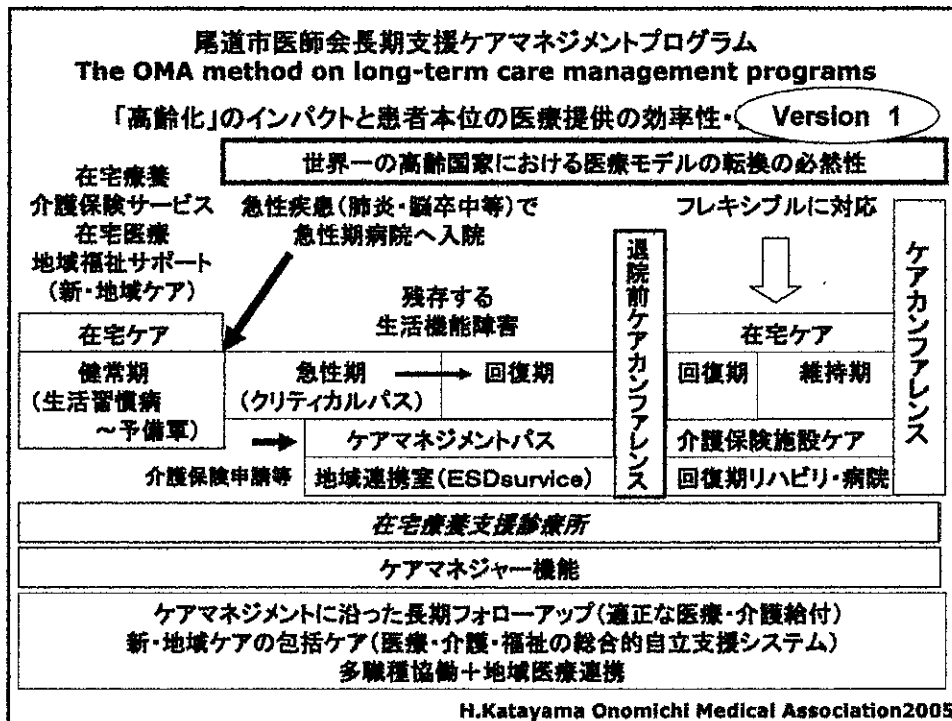 尾道市医師会長期支援ケアマネジメントプログラム
The OMA method on long-term care management programs
「高齢化」のインパクトと患者本位の医療提供の効率性・
Version 1
世界一の高齢国家における医療モデルの転換の必然性
在宅療養
介護保険サービス
在宅医療
地域福祉サポート
(新・地域ケア)
急性疾患(肺炎・脳卒中等)で
急性期病院へ入院
フレキシブルに対応
残存する
生活機能障害
退院前ケアカンファレンス
ケアカンファレンス
在宅ケア
健常期
(生活習慣病
~予備軍)
急性期
(クリティカルパス)
回復期
在宅ケア
回復期
維持期
ケアマネジメントパス
介護保険施設ケア
介護保険申請等
地域連携室(ESDsurvice)
回復期リハビリ・病院
在宅療養支援診療所
ケアマネジャー機能
ケアマネジメントに沿った長期フォローアップ(適正な医療・介護給付)
新・地域ケアの包括ケア(医療・介護・福祉の総合的自立支援システム)
多職種協働+地域医療連携
H.Katayama Onomichi Medical Association2005